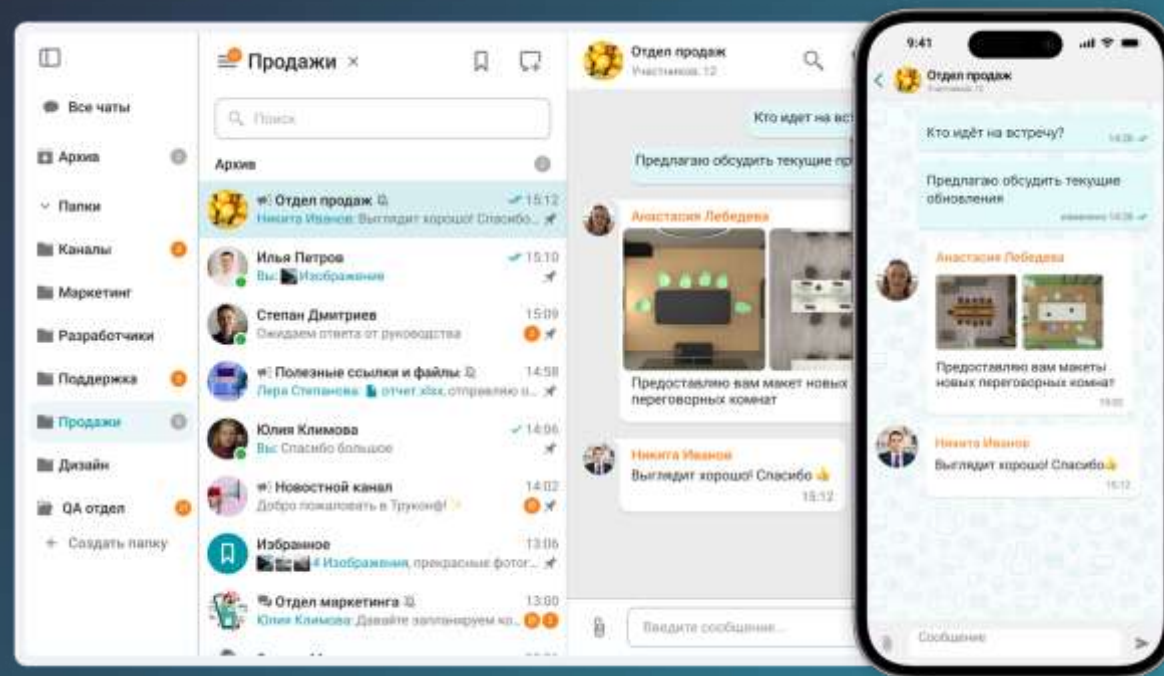 Все чаты
Архив
Папки
Каналы
Маркетинг
Разработчики
Поддержка
Продажи
Дизайн
QA отдел
+ Создать папку
Продажи ×
Поиск
Архив
Отдел продаж
15:12
Никита Иванов: Выглядит хорошо! Спасибо...
Илья Петров
15:10
Вы: Изображение
Степан Дмитриев
15:09
Ожидаем ответа от руководства
Полезные ссылки и файлы
14:58
Лера Степанова: отчет.xlsx, отправляю о...
Юлия Климова
14:06
Вы: Спасибо большое
Новостной канал
14:02
Добро пожаловать в Труконф!
Избранное
13:06
4 Изображения, прекрасные фотог...
Отдел маркетинга
13:00
Юлия Климова: Давайте запланируем ко...
Отдел продаж
Участников: 12
Кто идет на вст
Предлагаю обсудить текущие пр
Анастасия Лебедева
Предоставляю вам макет новых
переговорных комнат
Никита Иванов
Выглядит хорошо! Спасибо 👍
15:12
Введите сообщение...
9:41
Отдел продаж
Участников: 12
Кто идёт на встречу?
Предлагаю обсудить текущие
обновления
изменено
Анастасия Лебедева
Предоставляю вам макеты
новых переговорных комнат
Никита Иванов
Выглядит хорошо! Спасибо 👍
15:12
Сообщение